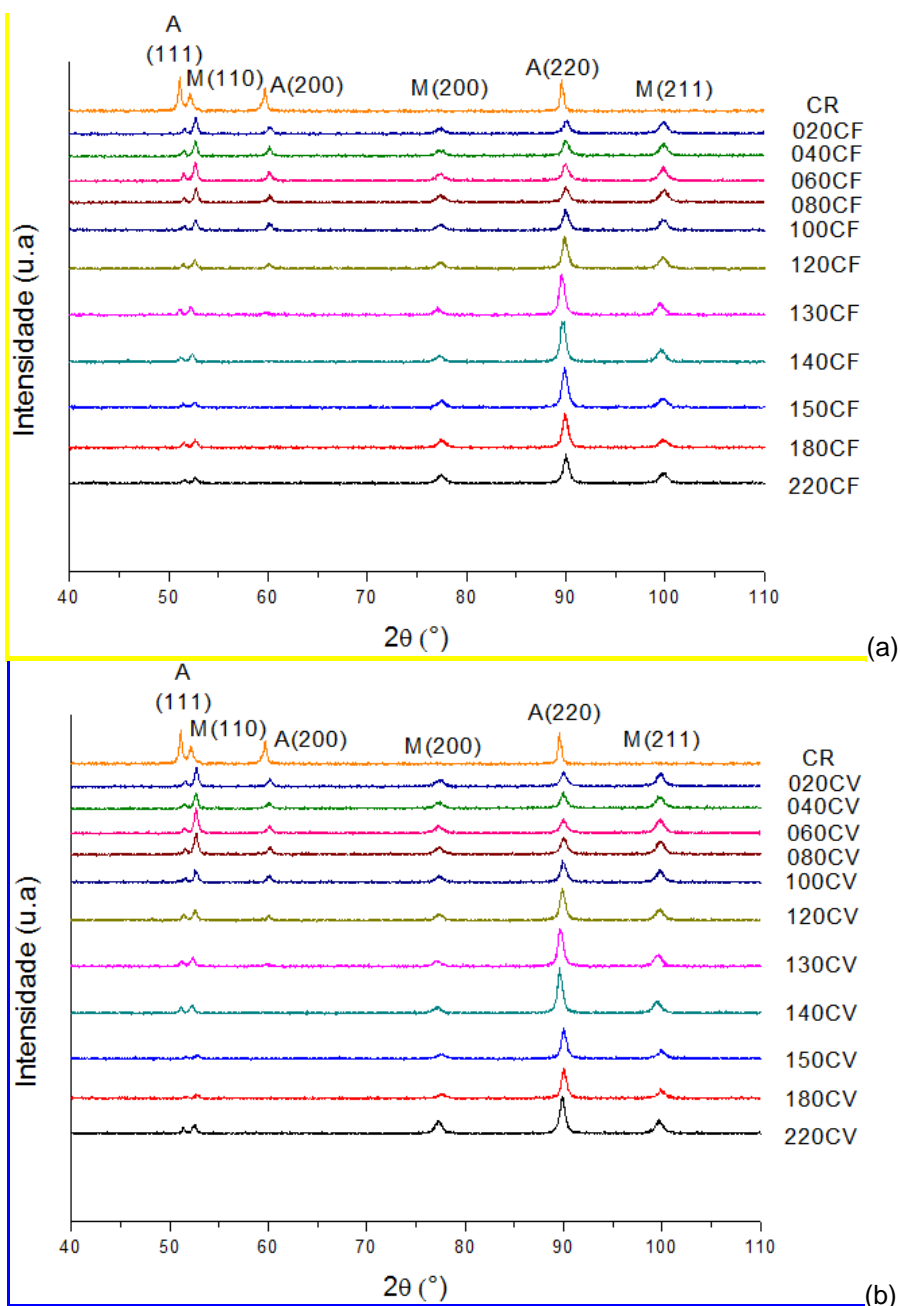 A
(111)
M(110)
A(200)
M(200)
A(220)
M(211)
CR
020CF
040CF
060CF
080CF
100CF
120CF
130CF
140CF
150CF
180CF
220CF
Intensidade (u.a)
40 50 60 70 80 90 100 110
2θ (°)
(a)
A
(111)
M(110)
A(200)
M(200)
A(220)
M(211)
CR
020CV
040CV
060CV
080CV
100CV
120CV
130CV
140CV
150CV
180CV
220CV
Intensidade (u.a)
40 50 60 70 80 90 100 110
2θ (°)
(b)